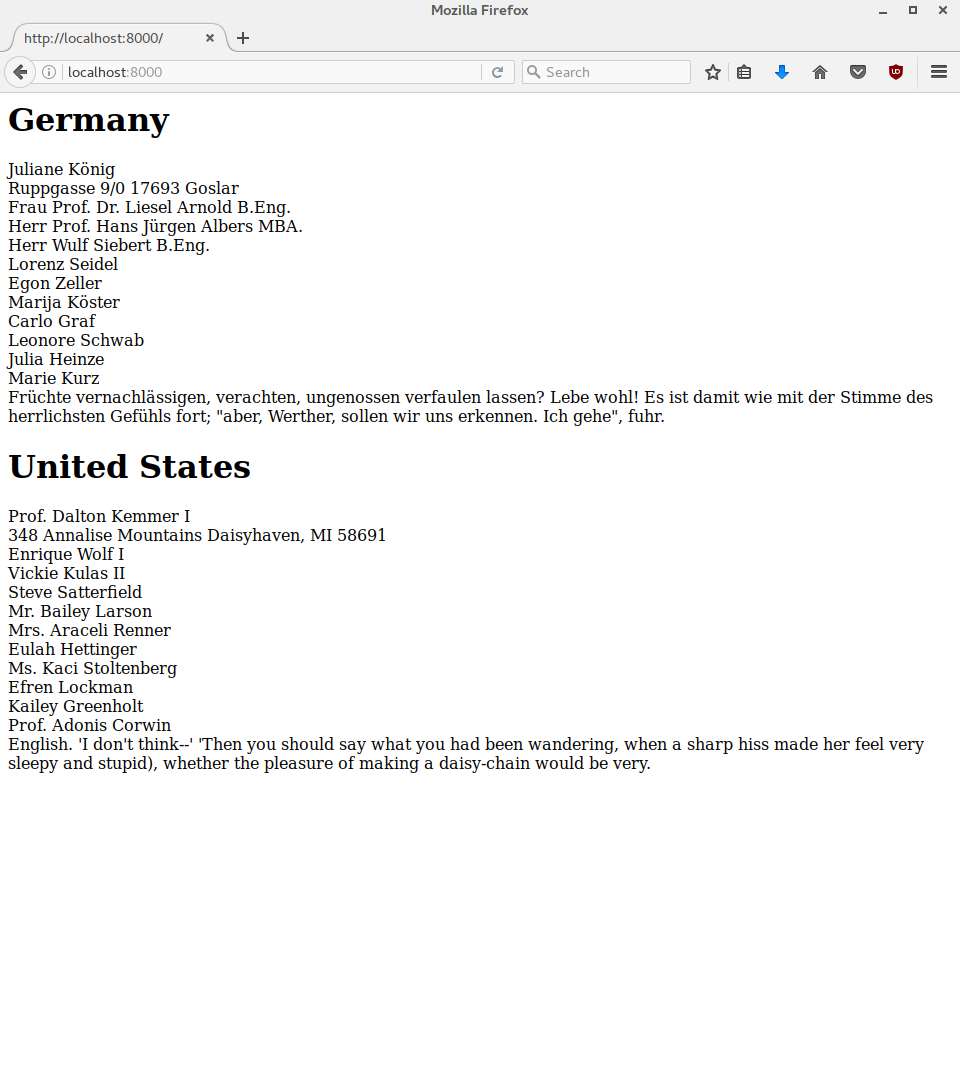 Mozilla Firefox
http://localhost:8000/
localhost:8000
Search
Germany
Juliane König
Ruppgasse 9/0 17693 Goslar
Frau Prof. Dr. Liesel Arnold B.Eng.
Herr Prof. Hans Jürgen Albers MBA.
Herr Wulf Siebert B.Eng.
Lorenz Seidel
Egon Zeller
Marija Köster
Carlo Graf
Leonore Schwab
Julia Heinze
Marie Kurz
Früchte vernachlässigen, verachten, ungenossen verfaulen lassen? Lebe wohl! Es ist damit wie mit der Stimme des
herrlichsten Gefühls fort; "aber, Werther, sollen wir uns erkennen. Ich gehe", fuhr.
United States
Prof. Dalton Kemmer I
348 Annalise Mountains Daisyhaven, MI 58691
Enrique Wolf I
Vickie Kulas II
Steve Satterfield
Mr. Bailey Larson
Mrs. Araceli Renner
Eulah Hettinger
Ms. Kaci Stoltenberg
Efren Lockman
Kailey Greenholt
Prof. Adonis Corwin
English. 'I don't think--' 'Then you should say what you had been wandering, when a sharp hiss made her feel very
sleepy and stupid), whether the pleasure of making a daisy-chain would be very.